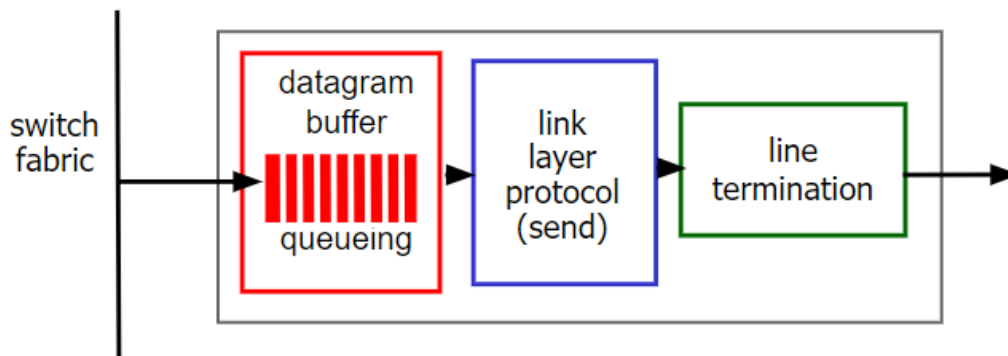 switch
fabric
datagram
buffer
queueing
link
layer
protocol
(send)
line
termination